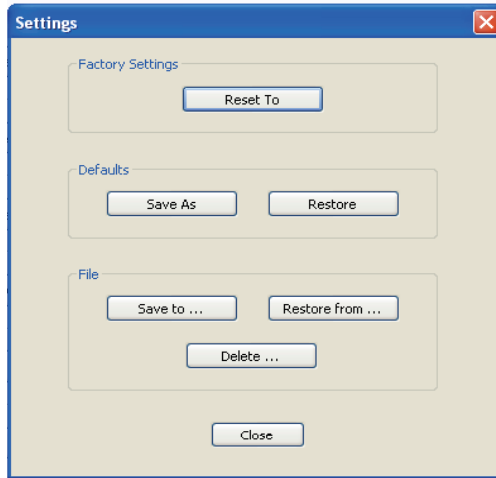 Settings
Factory Settings
Reset To
Defaults
Save As
Restore
File
Save to ...
Restore from ...
Delete ...
Close